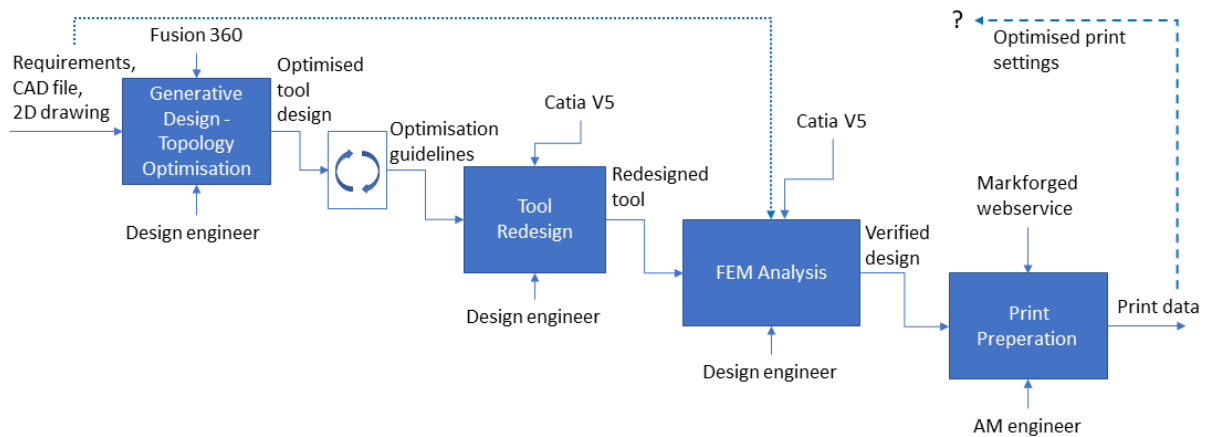 Fusion 360
Requirements,
CAD file,
2D drawing
Generative
Design -
Topology
Optimisation
Design engineer
Optimised
tool
design
Optimisation
guidelines
Catia V5
Tool
Redesign
Design engineer
Redesigned
tool
Catia V5
FEM Analysis
Design engineer
Verified
design
Markforged
webservice
Print
Preperation
AM engineer
Print data
?
Optimised print
settings